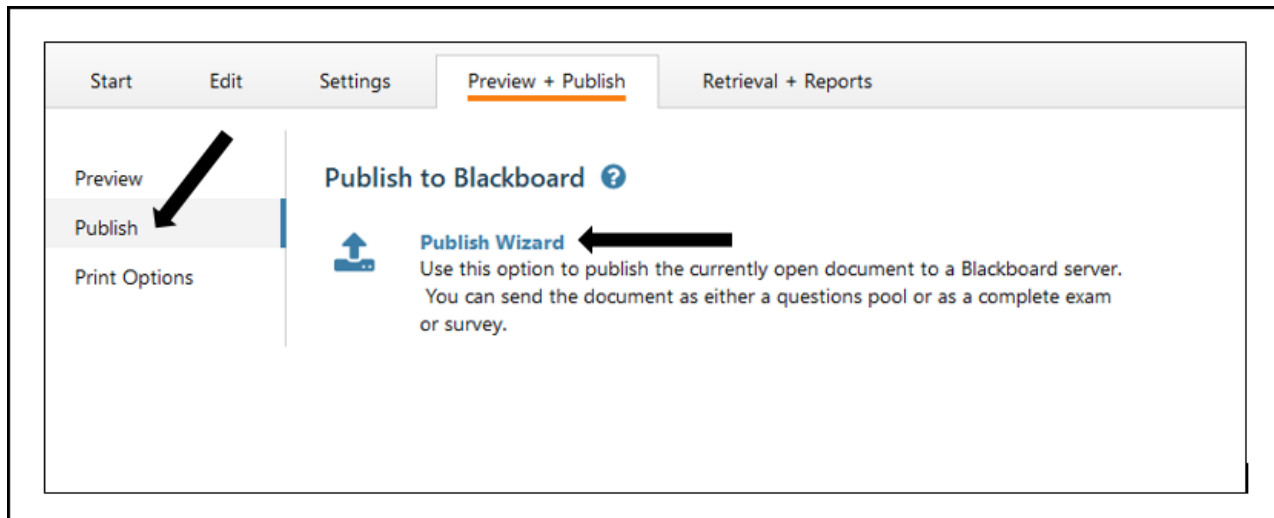 Start Edit Settings Preview + Publish Retrieval + Reports
Preview
Publish
Print Options
Publish to Blackboard ?
Publish Wizard
Use this option to publish the currently open document to a Blackboard server.
You can send the document as either a questions pool or as a complete exam
or survey.